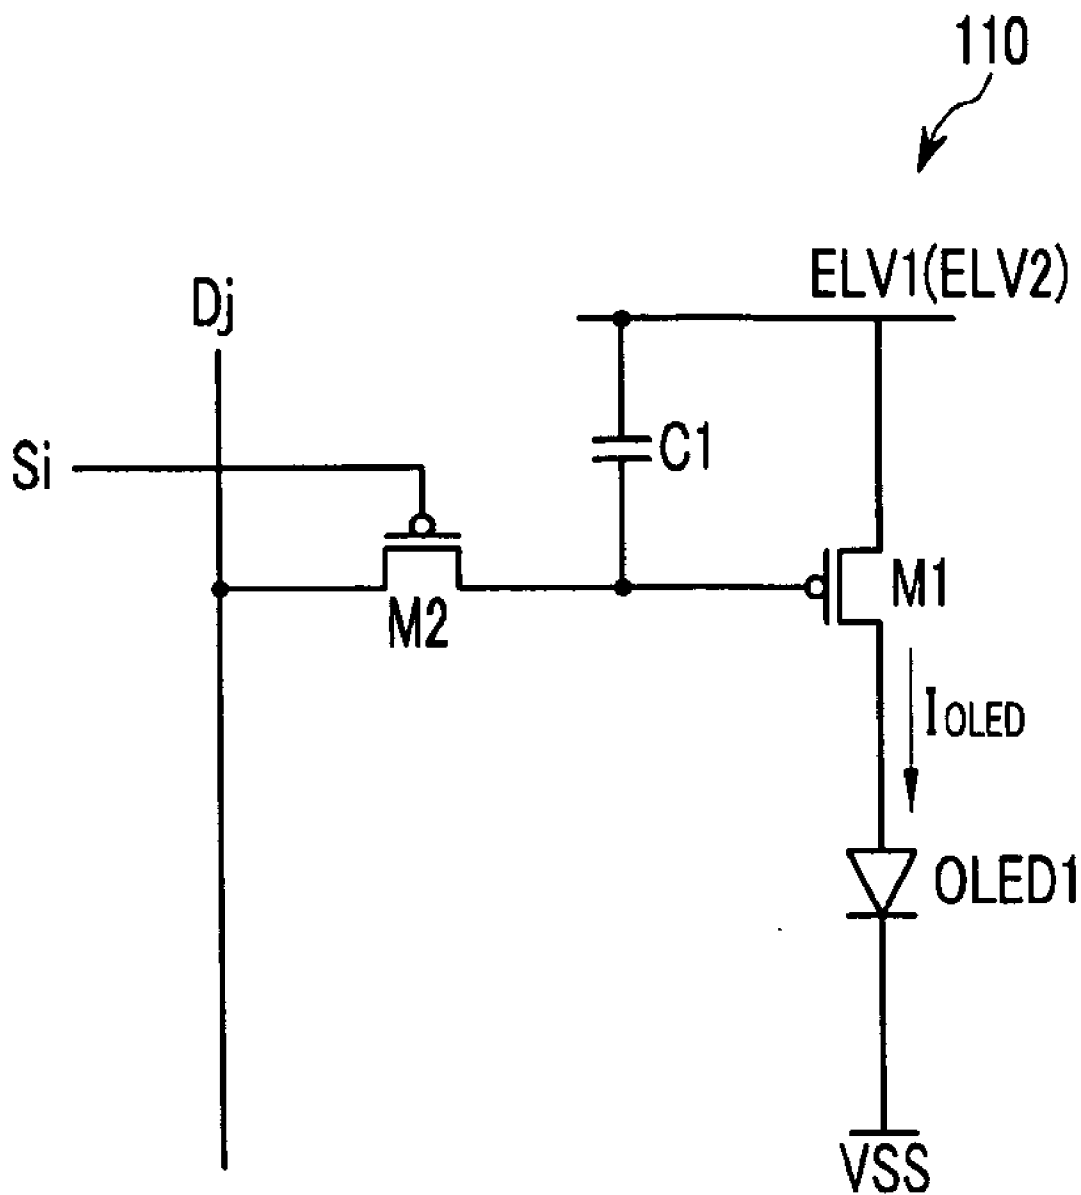 110
ELV1(ELV2)
Dj
Si
C1
M1
M2
IOLED
OLED1
VSS